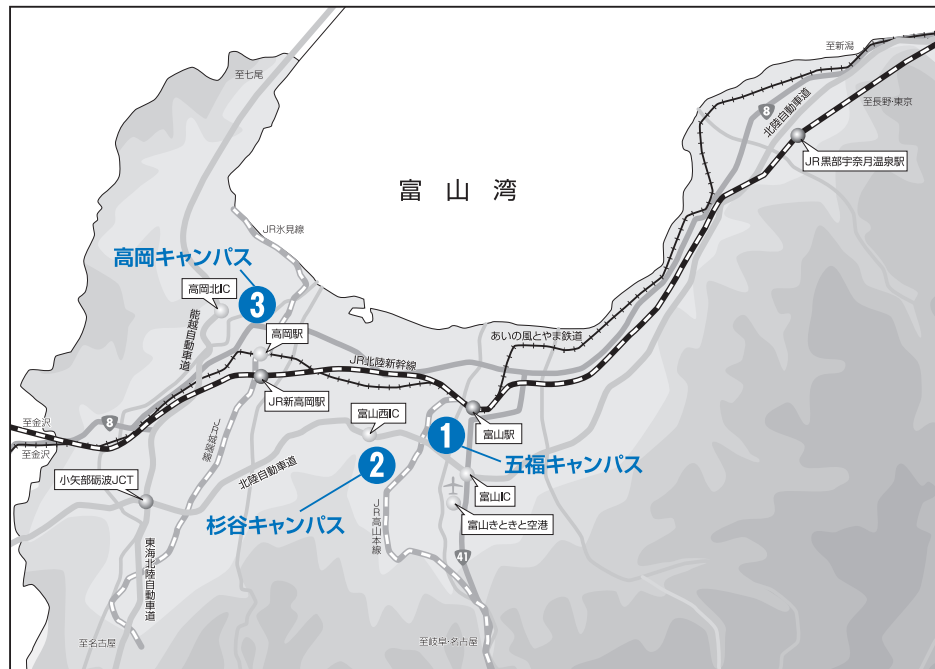 至新潟
至七尾
8
北陸自動車道
至長野・東京
JR黒部宇奈月温泉駅
富山湾
JR氷見線
高岡キャンパス
高岡北IC
3
能越自動車道
高岡駅
あいの風とやま鉄道
JR北陸新幹線
JR新高岡駅
至金沢
8
至金沢
JR城端線
富山西IC
富山駅
1
五福キャンパス
2
北陸自動車道
小矢部砺波JCT
富山IC
杉谷キャンパス
富山きときと空港
JR高山本線
東海北陸自動車道
41
至名古屋
至岐阜・名古屋